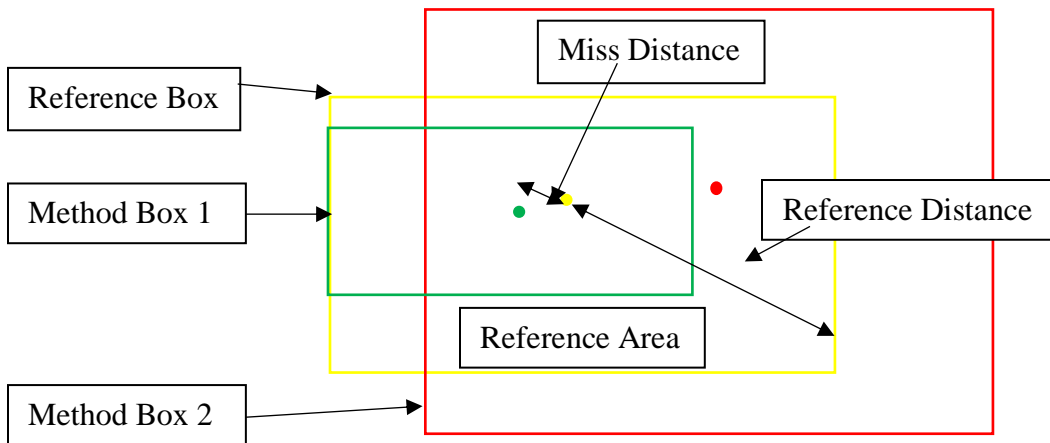 Miss Distance
Reference Box
Method Box 1
Reference Distance
Reference Area
Method Box 2